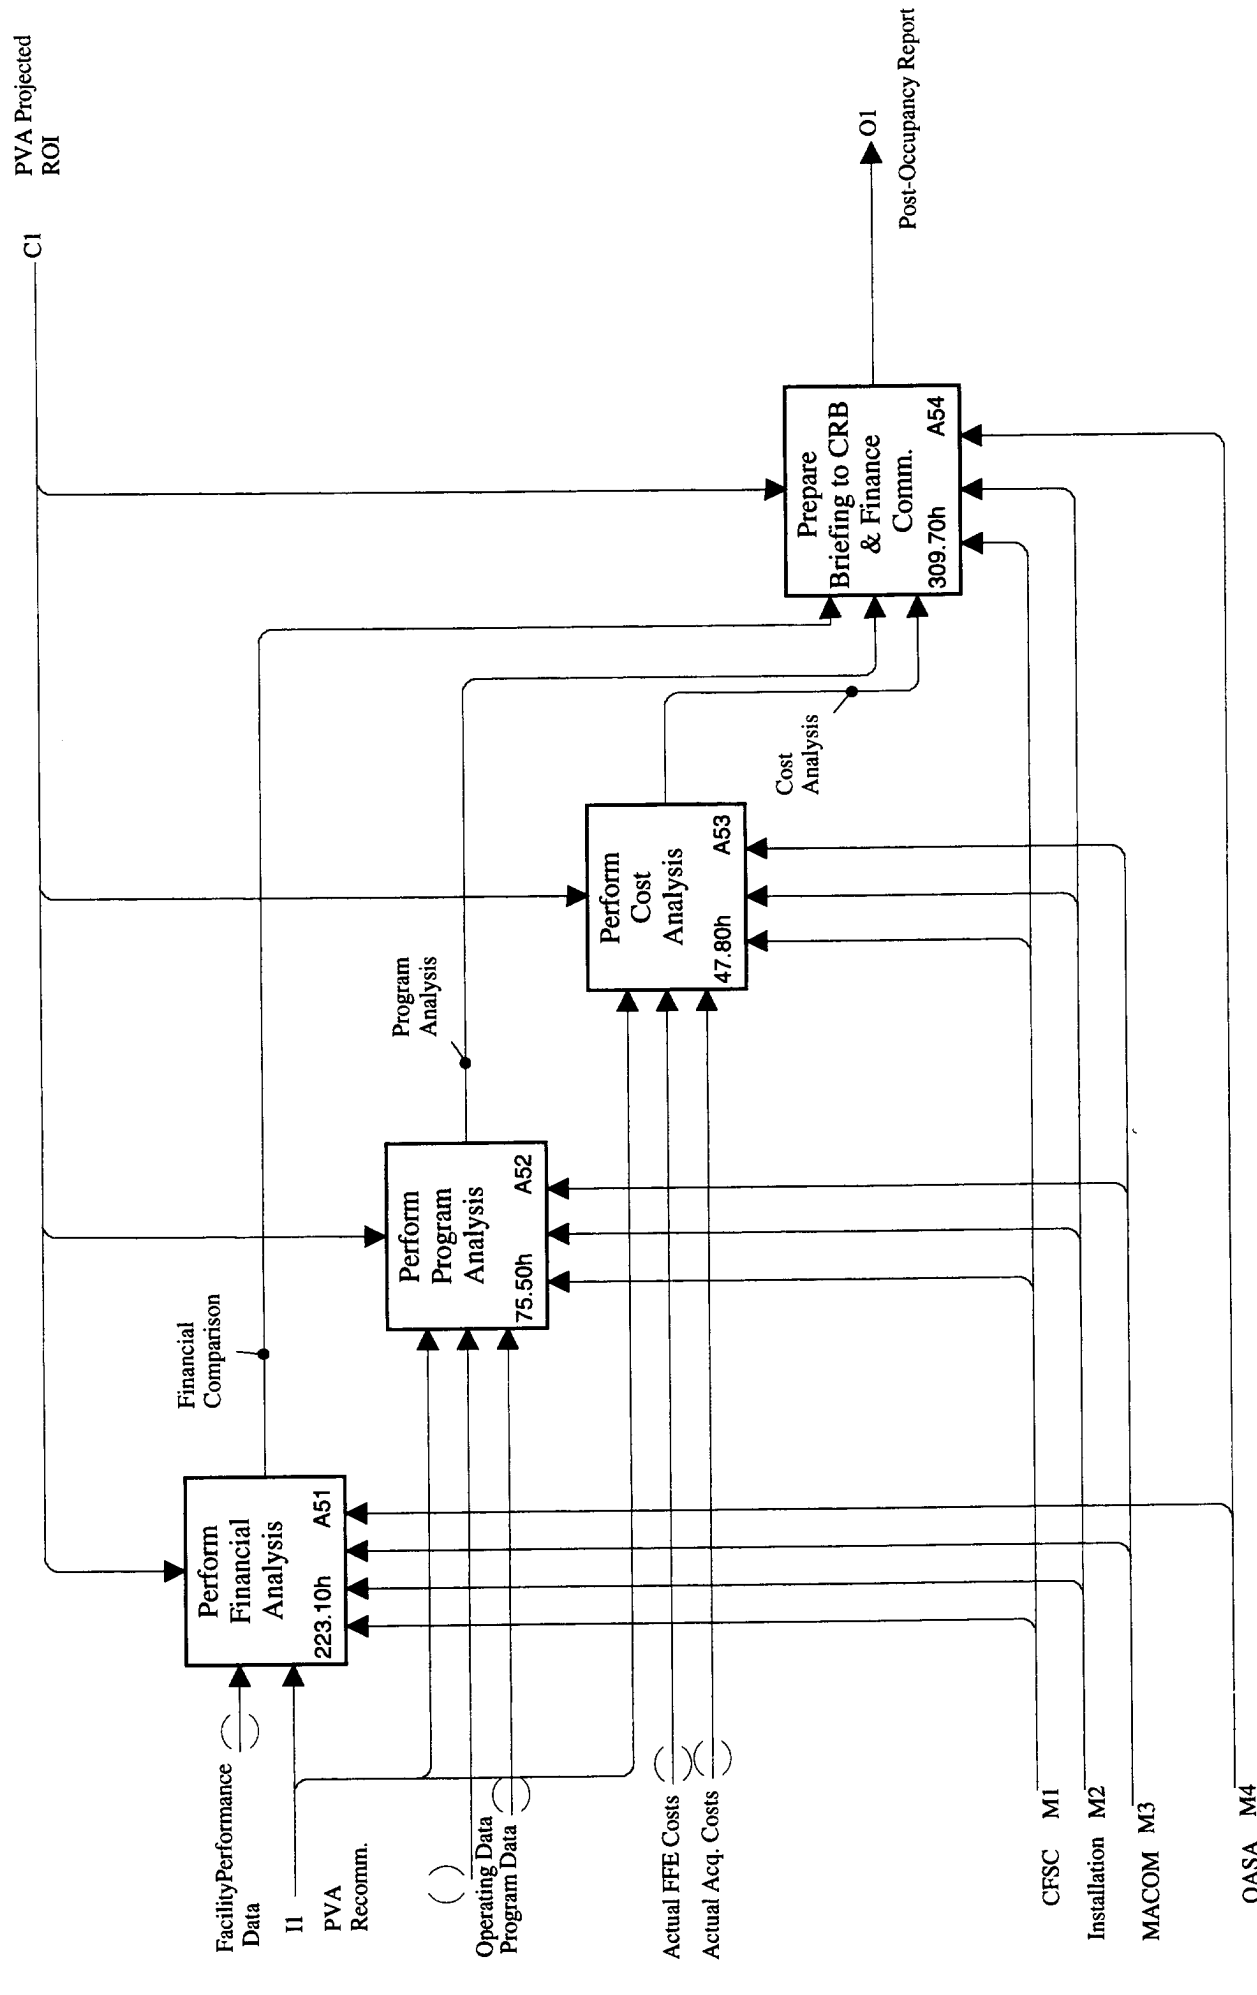 C1
PVA Projected
ROI
Financial
Comparison
Perform
Financial
Analysis
223.10h
A51
FacilityPerformance
Data
I1
PVA
Recomm.
Program
Analysis
Perform
Program
Analysis
75.50h
A52
Operating Data
Program Data
Perform
Cost
Analysis
47.80h
A53
Cost
Analysis
Actual FFE Costs
Actual Acq. Costs
Prepare
Briefing to CRB
& Finance
Comm.
309.70h
A54
O1
Post-Occupancy Report
CFSC M1
Installation M2
MACOM M3
OASA M4